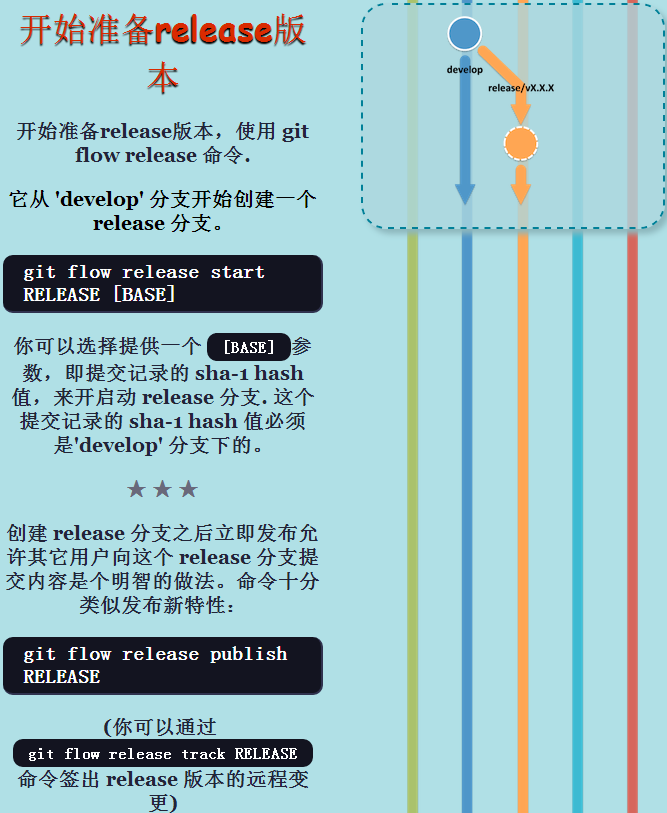 开始准备release版
本
开始准备release版本，使用 git
flow release 命令.
它从 'develop' 分支开始创建一个
release 分支。
git flow release start
RELEASE [BASE]
你可以选择提供一个 [BASE] 参
数，即提交记录的 sha-1 hash
值，来开启动 release 分支. 这个
提交记录的 sha-1 hash 值必须
是'develop' 分支下的。
★★★
创建 release 分支之后立即发布允
许其它用户向这个 release 分支提
交内容是个明智的做法。命令十分
类似发布新特性：
git flow release publish
RELEASE
(你可以通过
git flow release track RELEASE
命令签出 release 版本的远程变
更)
develop
release/vX.X.X